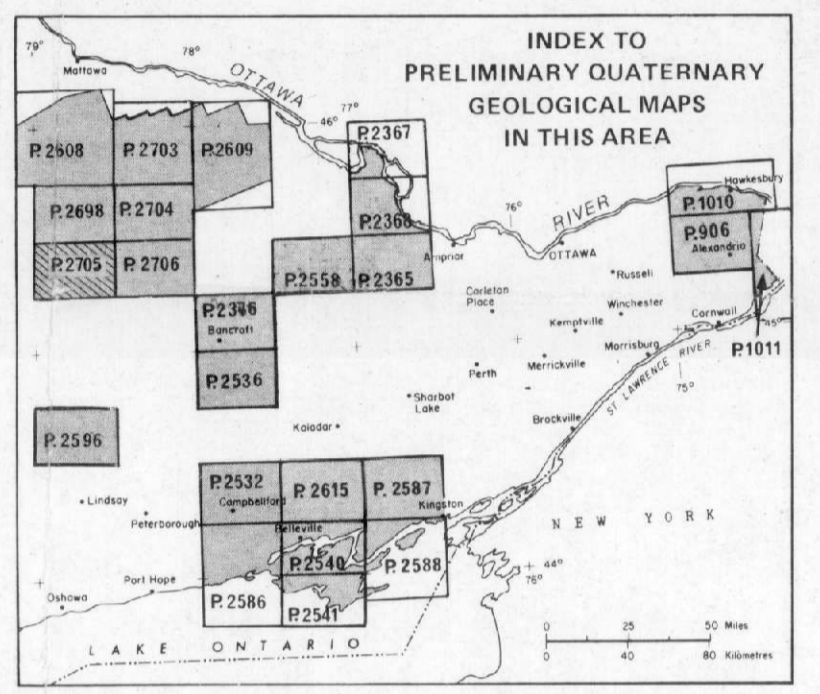 INDEX TO
PRELIMINARY QUATERNARY
GEOLOGICAL MAPS
IN THIS AREA
79°
78°
Mattawa
OTTAWA
77°
46°
P.2367
P.2608
P.2703
P.2609
Hawkesbury
P.1010
P.2698
P.2704
P.2368
76°
RIVER
P.906
Alexandria
Arnprior
OTTAWA
P.2705
P.2706
P.2558
P.2365
Russell
Carleton
Place
Winchester
Cornwall
45°
Kemptville
Bancroft
Morrisburg
P.1011
ST. LAWRENCE RIVER
75°
P.2536
Perth
Merrickville
Sharbot
Lake
Brockville
P.2596
Kaladar
P.2532
P.2615
P.2587
Lindsay
Campbellford
Kingston
Peterborough
Belleville
NEW YORK
P.2540
P.2588
44°
76°
Port Hope
Oshawa
P.2586
P.2541
LAKE ONTARIO
0 25 50 Miles
0 40 80 Kilometres